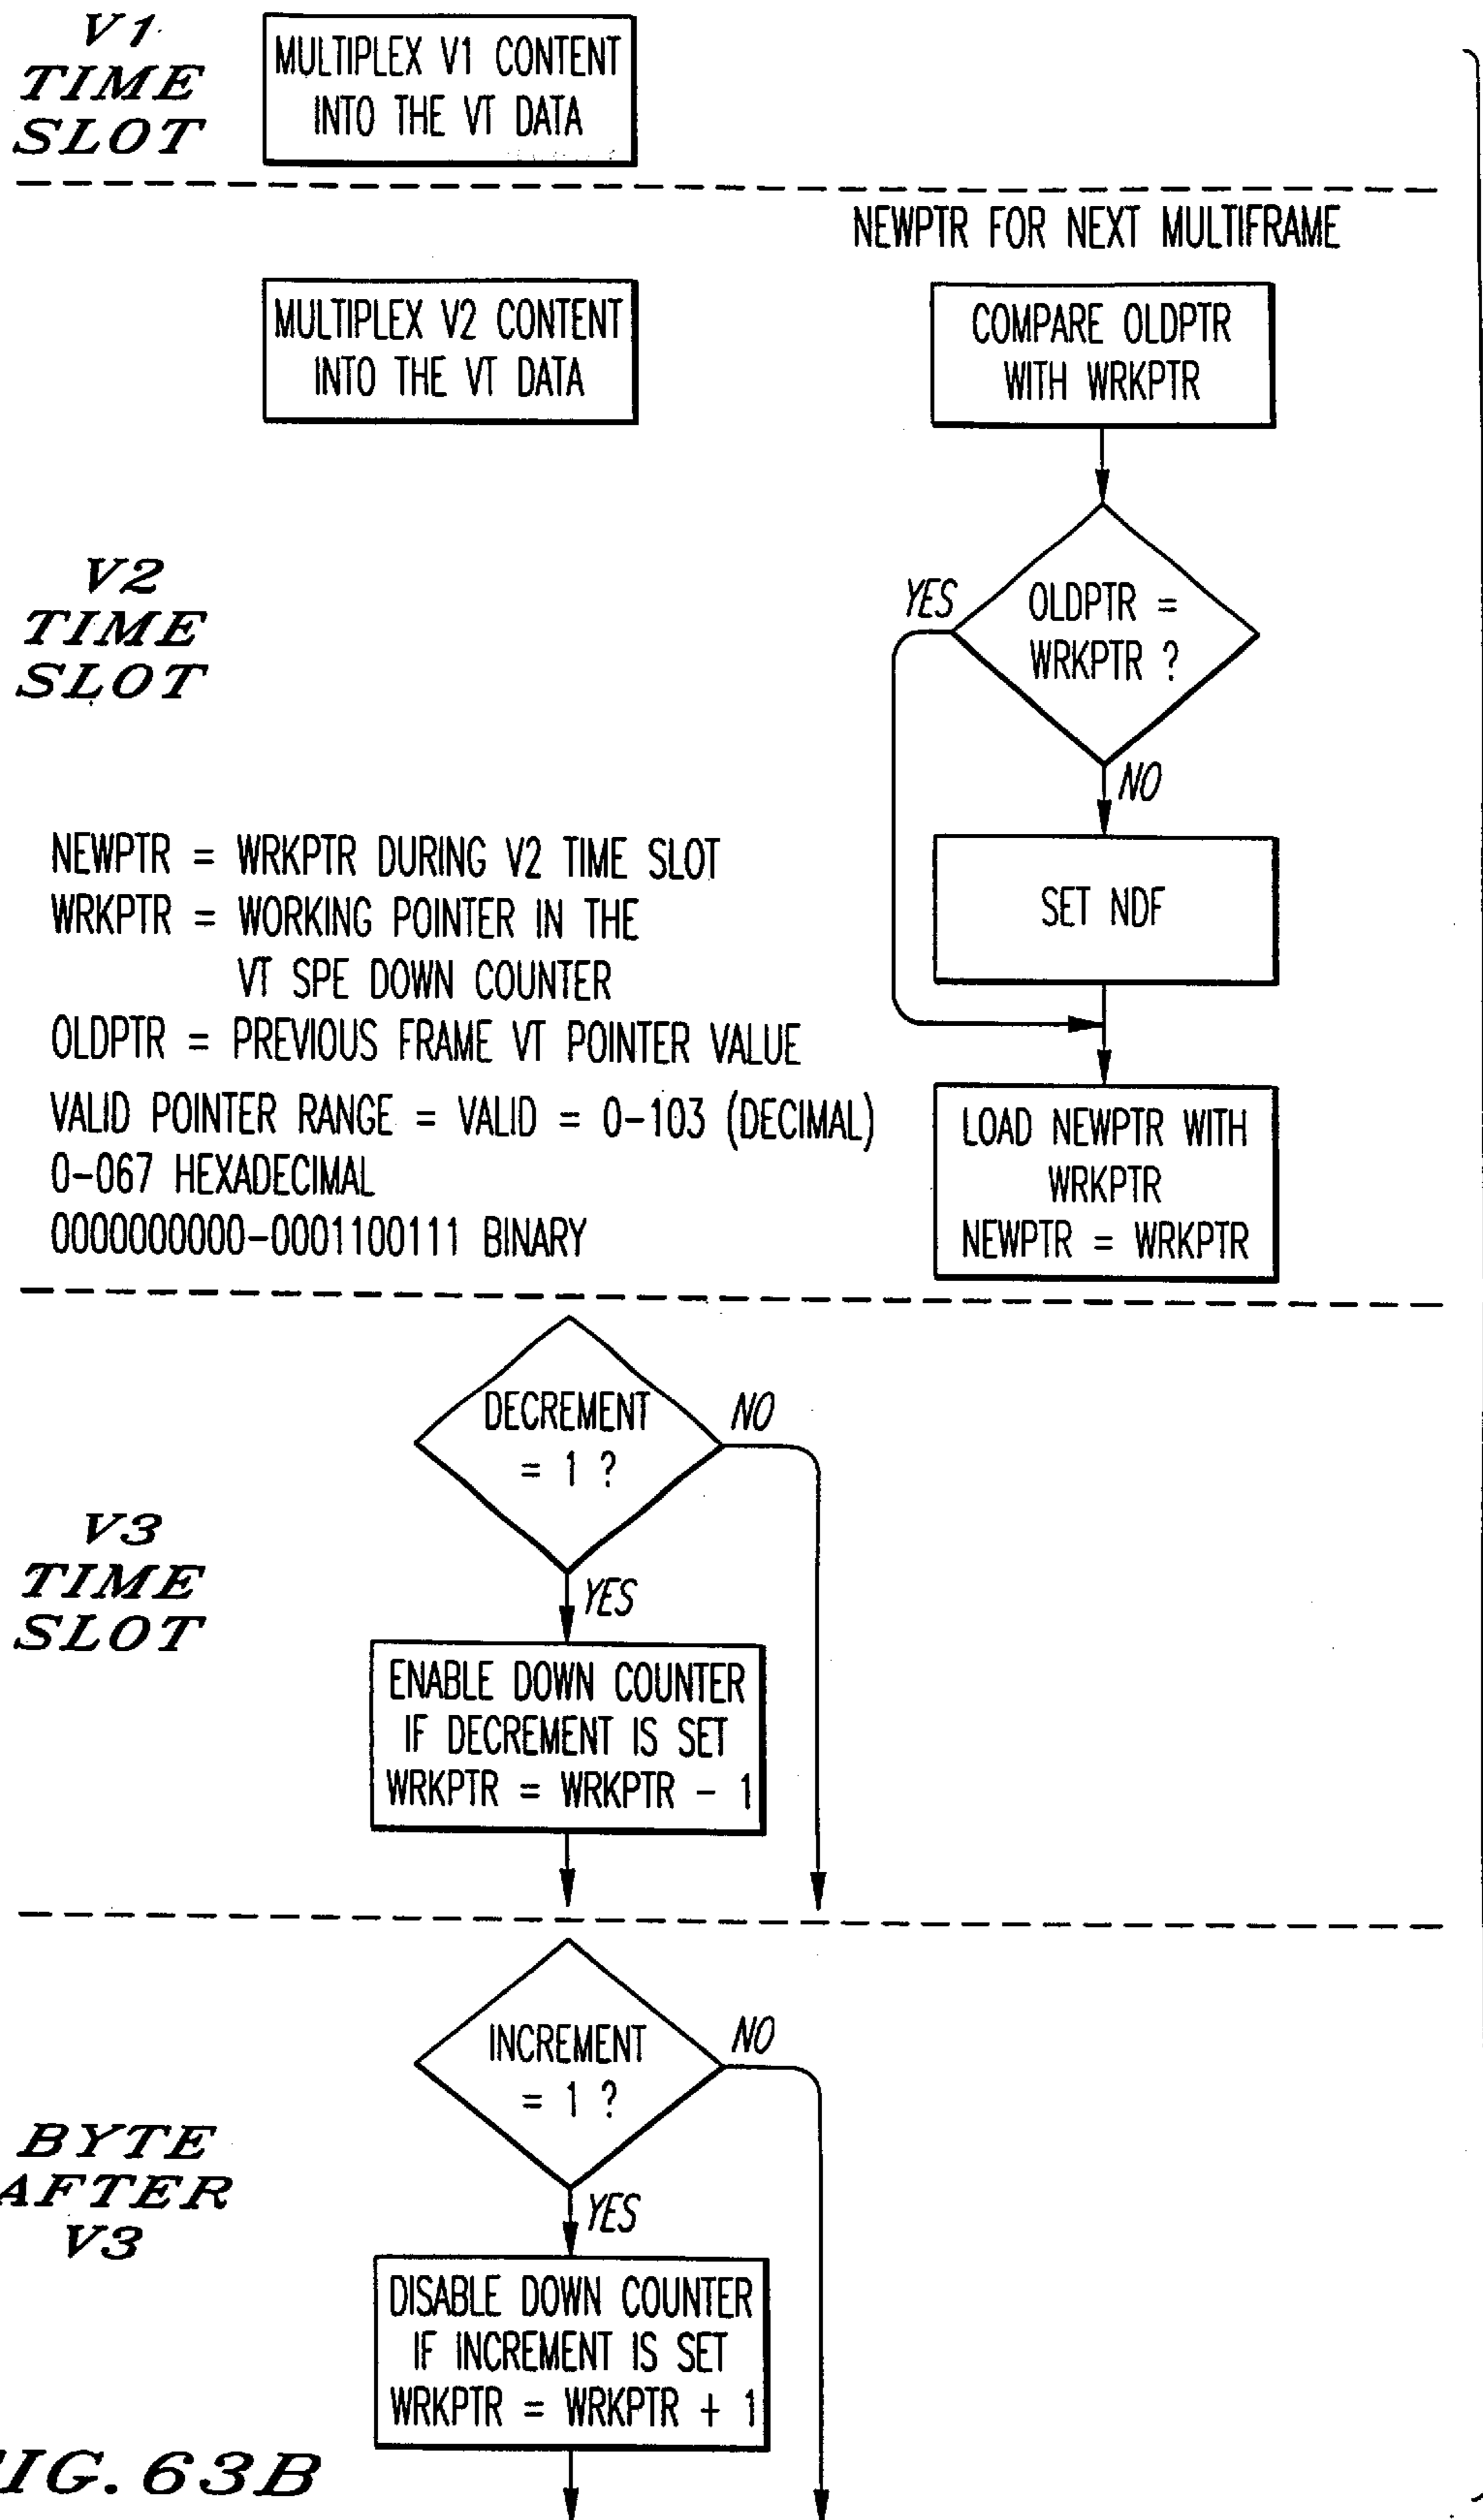 V1
TIME
SLOT
MULTIPLEX V1 CONTENT
INTO THE VT DATA
NEWPTR FOR NEXT MULTIFRAME
MULTIPLEX V2 CONTENT
INTO THE VT DATA
COMPARE OLDPTR
WITH WRKPTR
V2
TIME
SLOT
YES
OLDPTR =
WRKPTR ?
NO
SET NDF
NEWPTR = WRKPTR DURING V2 TIME SLOT
WRKPTR = WORKING POINTER IN THE
VT SPE DOWN COUNTER
OLDPTR = PREVIOUS FRAME VT POINTER VALUE
VALID POINTER RANGE = VALID = 0-103 (DECIMAL)
0-067 HEXADECIMAL
0000000000-0001100111 BINARY
LOAD NEWPTR WITH
WRKPTR
NEWPTR = WRKPTR
V3
TIME
SLOT
DECREMENT
= 1 ?
NO
YES
ENABLE DOWN COUNTER
IF DECREMENT IS SET
WRKPTR = WRKPTR - 1
BYTE
AFTER
V3
INCREMENT
= 1 ?
NO
YES
DISABLE DOWN COUNTER
IF INCREMENT IS SET
WRKPTR = WRKPTR + 1
IG. 63B